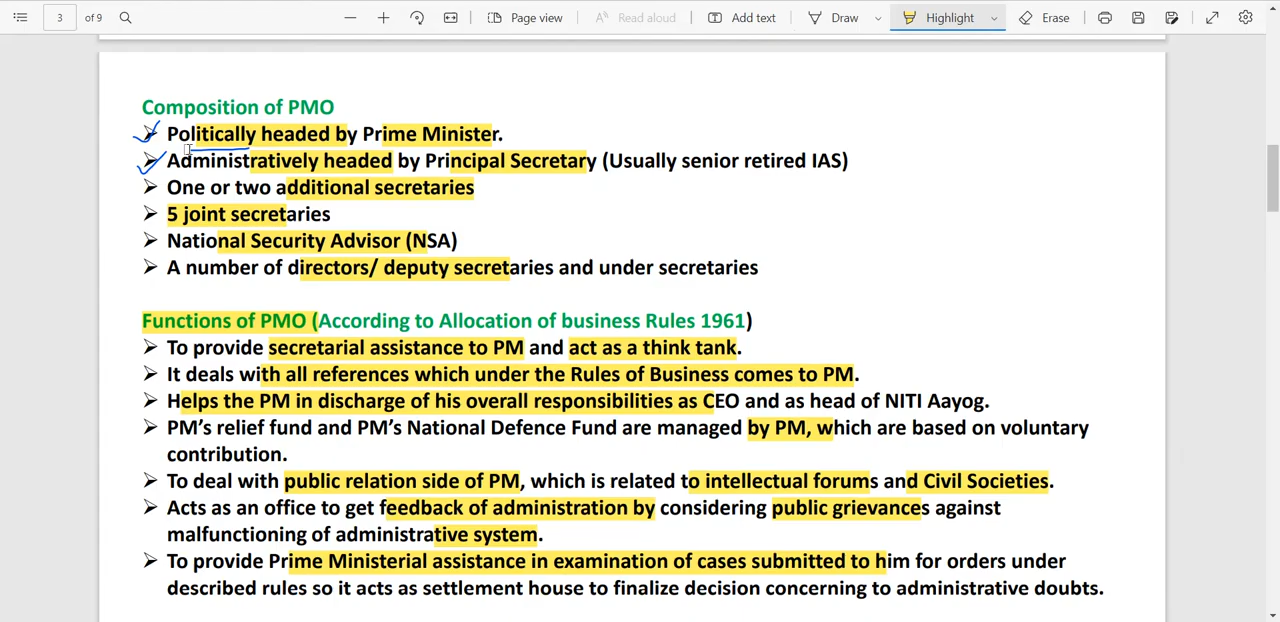 3 of 9 Page view Read aloud Add text Draw Highlight Erase
Composition of PMO
➢ Politically headed by Prime Minister.
➢ Administratively headed by Principal Secretary (Usually senior retired IAS)
➢ One or two additional secretaries
➢ 5 joint secretaries
➢ National Security Advisor (NSA)
➢ A number of directors/ deputy secretaries and under secretaries
Functions of PMO (According to Allocation of business Rules 1961)
➢ To provide secretarial assistance to PM and act as a think tank.
➢ It deals with all references which under the Rules of Business comes to PM.
➢ Helps the PM in discharge of his overall responsibilities as CEO and as head of NITI Aayog.
➢ PM’s relief fund and PM’s National Defence Fund are managed by PM, which are based on voluntary
contribution.
➢ To deal with public relation side of PM, which is related to intellectual forums and Civil Societies.
➢ Acts as an office to get feedback of administration by considering public grievances against
malfunctioning of administrative system.
➢ To provide Prime Ministerial assistance in examination of cases submitted to him for orders under
described rules so it acts as settlement house to finalize decision concerning to administrative doubts.